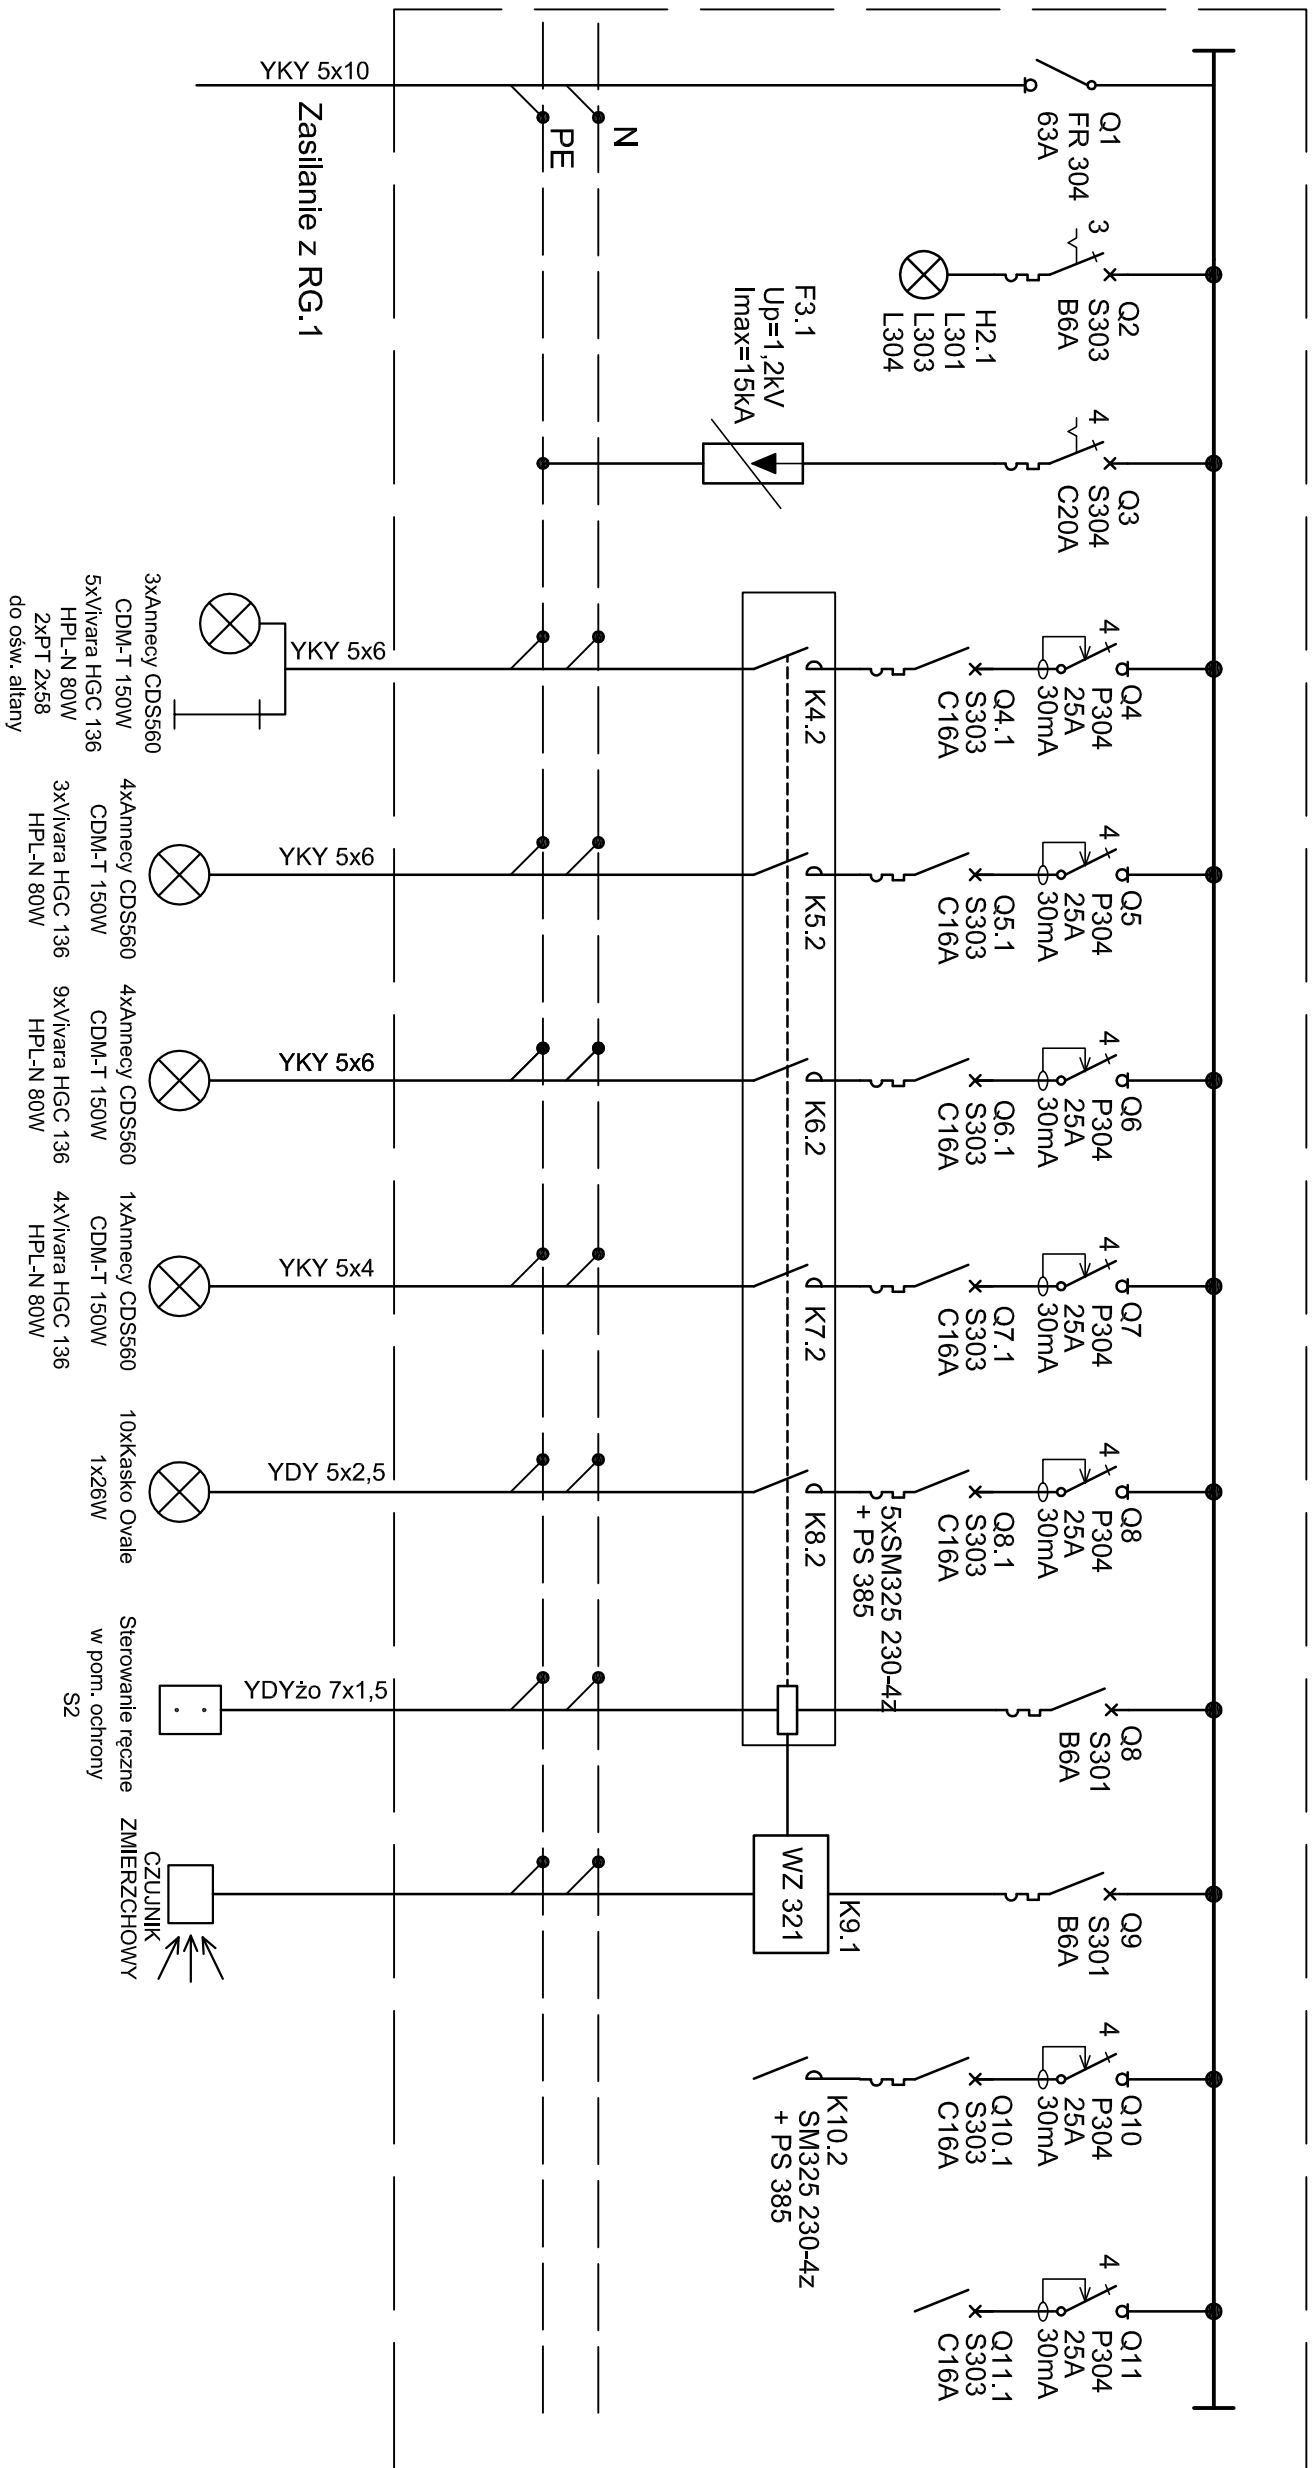 YKY 5x10
Zasilanie z RG.1
N
PE
Q1
FR 304
63A
3
Q2
S303
B6A
H2.1
L301
L303
L304
4
Q3
S304
C20A
F3.1
Up=1,2kV
Imax=15kA
4
Q4
P304
25A
30mA
Q4.1
S303
C16A
K4.2
YKY 5x6
3xAnnecy CDS560
CDM-T 150W
5xVivara HGC 136
HPL-N 80W
2xPT 2x58
do ośw. altany
4
Q5
P304
25A
30mA
Q5.1
S303
C16A
K5.2
YKY 5x6
4xAnnecy CDS560
CDM-T 150W
3xVivara HGC 136
HPL-N 80W
4
Q6
P304
25A
30mA
Q6.1
S303
C16A
K6.2
YKY 5x6
4xAnnecy CDS560
CDM-T 150W
9xVivara HGC 136
HPL-N 80W
4
Q7
P304
25A
30mA
Q7.1
S303
C16A
K7.2
YKY 5x4
1xAnnecy CDS560
CDM-T 150W
4xVivara HGC 136
HPL-N 80W
4
Q8
P304
25A
30mA
Q8.1
S303
C16A
5xSM325 230-4z
+ PS 385
K8.2
YDY 5x2,5
10xKasko Ovale
1x26W
Q8
S301
B6A
YDYżo 7x1,5
Sterowanie ręczne
w pom. ochrony
S2
Q9
S301
B6A
K9.1
WZ 321
CZUJNIK
ZMIERZCHOWY
4
Q10
P304
25A
30mA
Q10.1
S303
C16A
K10.2
SM325 230-4z
+ PS 385
4
Q11
P304
25A
30mA
Q11.1
S303
C16A